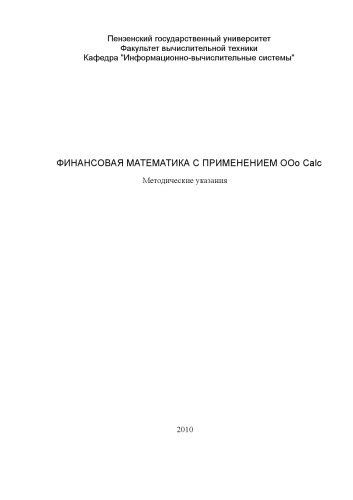 Пензенский государственный университет
Факультет вычислительной техники
Кафедра "Информационно-вычислительные системы"
ФИНАНСОВАЯ МАТЕМАТИКА С ПРИМЕНЕНИЕМ OOo Calc
Методические указания
2010